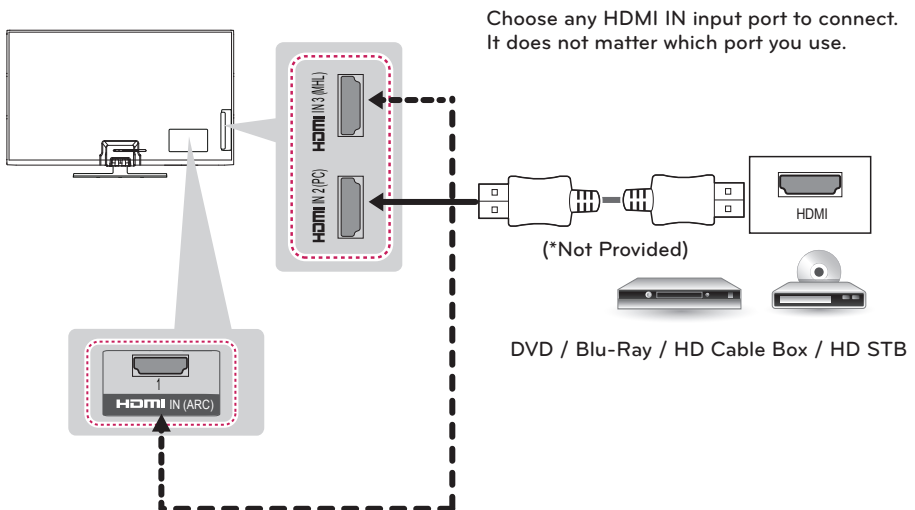 Choose any HDMI IN input port to connect.
It does not matter which port you use.
HDMI IN 3 (MHL)
HDMI IN 2 (PC)
HDMI
(*Not Provided)
DVD / Blu-Ray / HD Cable Box / HD STB
1
HDMI IN (ARC)